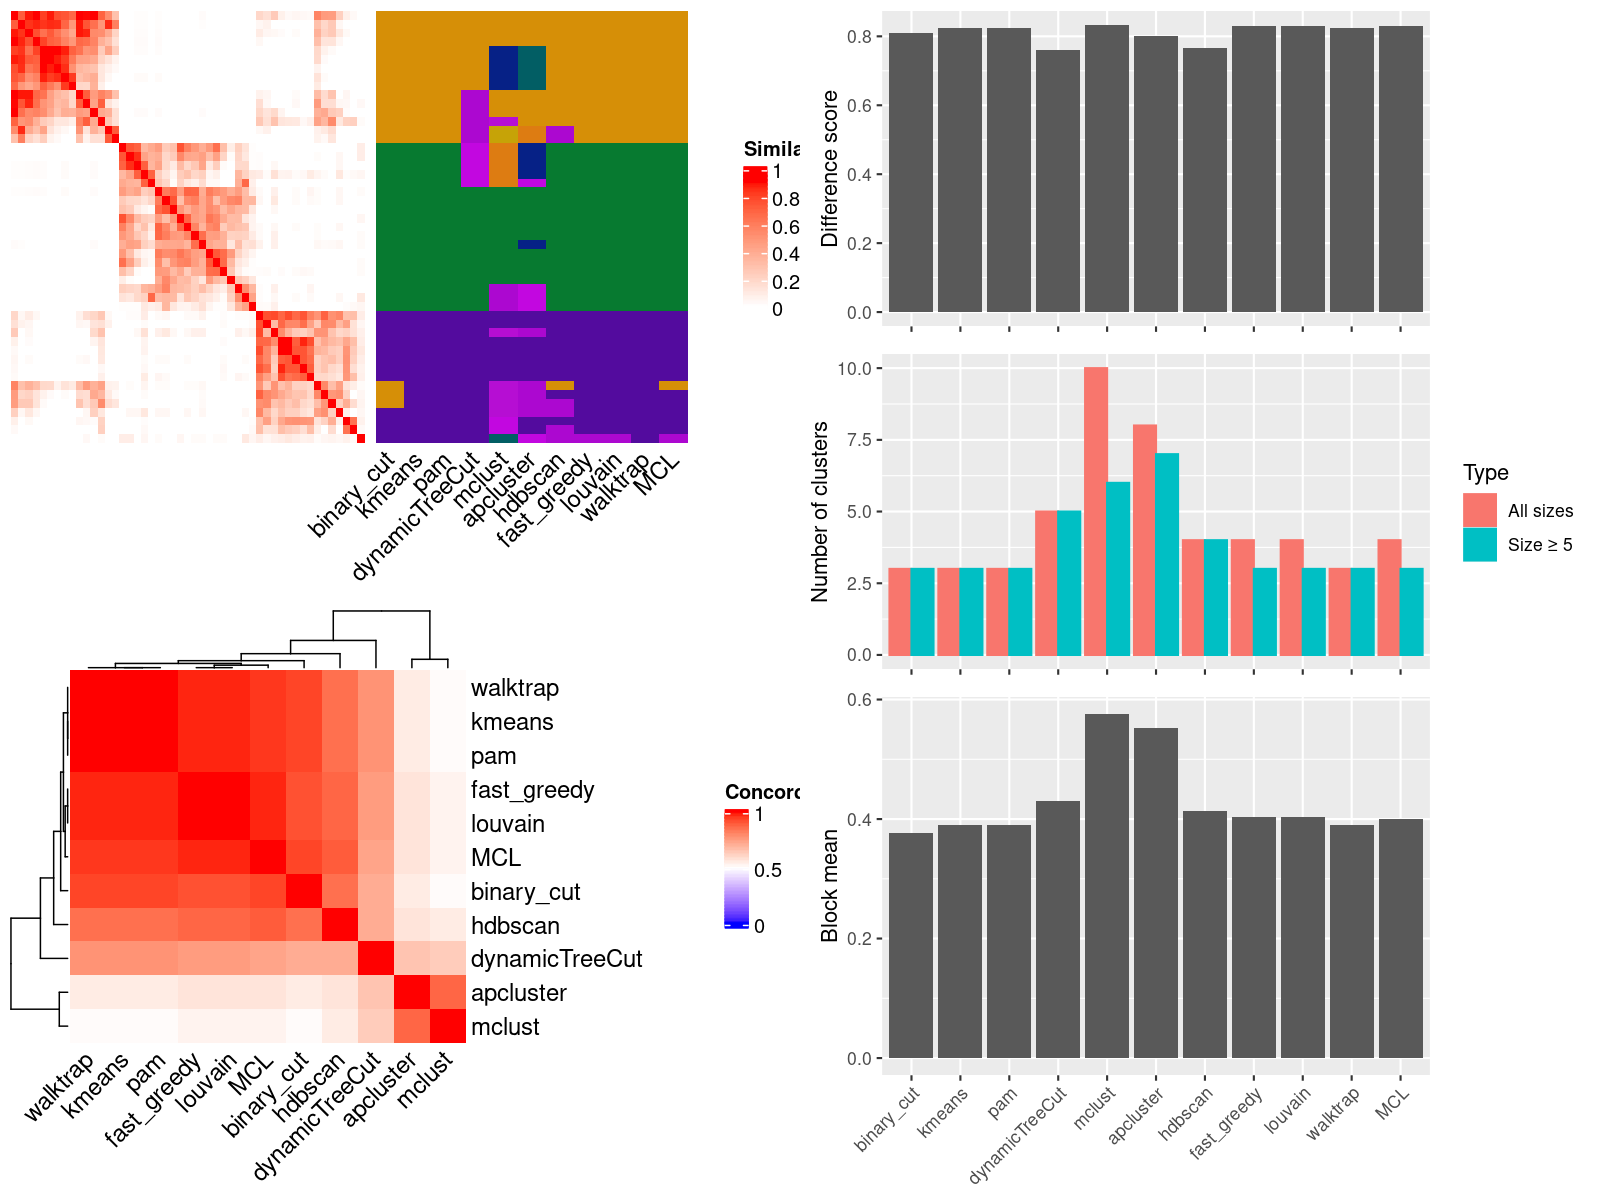 Simila
1
0.8
0.6
0.4
0.2
0
binary_cut
kmeans
pam
dynamicTreeCut
mclust
apcluster
hdbscan
fast_greedy
louvain
walktrap
MCL
walktrap
kmeans
pam
fast_greedy
louvain
MCL
binary_cut
hdbscan
dynamicTreeCut
apcluster
mclust
walktrap
kmeans
pam
fast_greedy
louvain
MCL
binary_cut
hdbscan
dynamicTreeCut
apcluster
mclust
Concord
1
0.5
0
Difference score
0.8
0.6
0.4
0.2
0.0
Number of clusters
10.0
7.5
5.0
2.5
0.0
Type
All sizes
Size ≥ 5
Block mean
0.6
0.4
0.2
0.0
binary_cut
kmeans
pam
dynamicTreeCut
mclust
apcluster
hdbscan
fast_greedy
louvain
walktrap
MCL